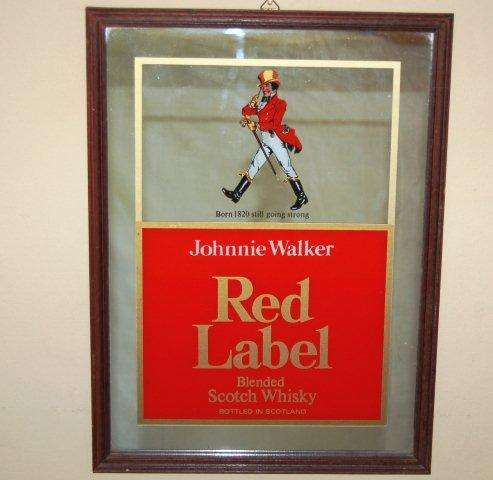 Born 1820 still going strong
Johnnie Walker
Red
Label
Blended
Scotch Whisky
BOTTLED IN SCOTLAND